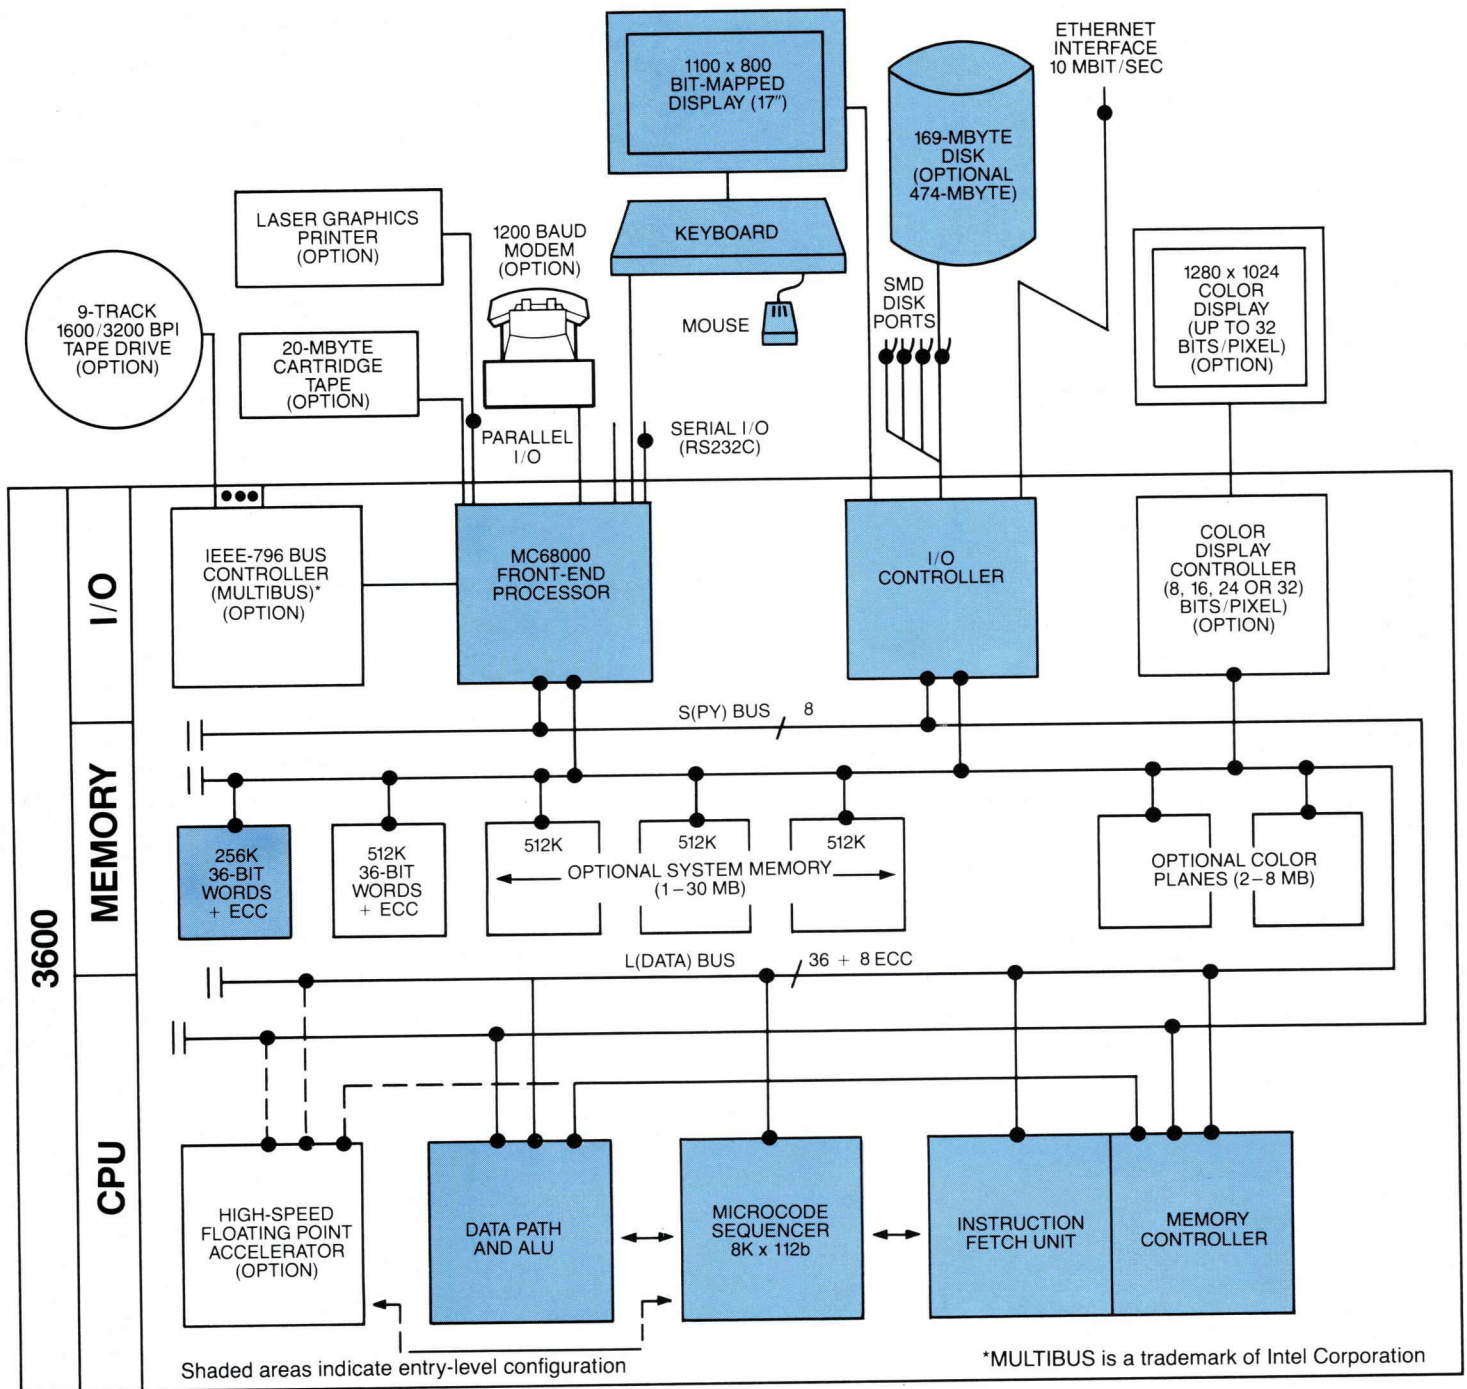 ETHERNET
INTERFACE
10 MBIT/SEC
1100 x 800
BIT-MAPPED
DISPLAY (17")
169-MBYTE
DISK
(OPTIONAL
474-MBYTE)
LASER GRAPHICS
PRINTER
(OPTION)
1200 BAUD
MODEM
(OPTION)
KEYBOARD
MOUSE
SMD
DISK
PORTS
1280 x 1024
COLOR
DISPLAY
(UP TO 32
BITS/PIXEL)
(OPTION)
9-TRACK
1600/3200 BPI
TAPE DRIVE
(OPTION)
20-MBYTE
CARTRIDGE
TAPE
(OPTION)
PARALLEL
I/O
SERIAL I/O
(RS232C)
3600
I/O
IEEE-796 BUS
CONTROLLER
(MULTIBUS)*
(OPTION)
MC68000
FRONT-END
PROCESSOR
I/O
CONTROLLER
COLOR
DISPLAY
CONTROLLER
(8, 16, 24 OR 32)
BITS/PIXEL)
(OPTION)
S(PY) BUS / 8
MEMORY
256K
36-BIT
WORDS
+ ECC
512K
36-BIT
WORDS
+ ECC
512K
512K
512K
OPTIONAL SYSTEM MEMORY
(1–30 MB)
OPTIONAL COLOR
PLANES (2–8 MB)
L(DATA) BUS / 36 + 8 ECC
CPU
HIGH-SPEED
FLOATING POINT
ACCELERATOR
(OPTION)
DATA PATH
AND ALU
MICROCODE
SEQUENCER
8K x 112b
INSTRUCTION
FETCH UNIT
MEMORY
CONTROLLER
Shaded areas indicate entry-level configuration
*MULTIBUS is a trademark of Intel Corporation